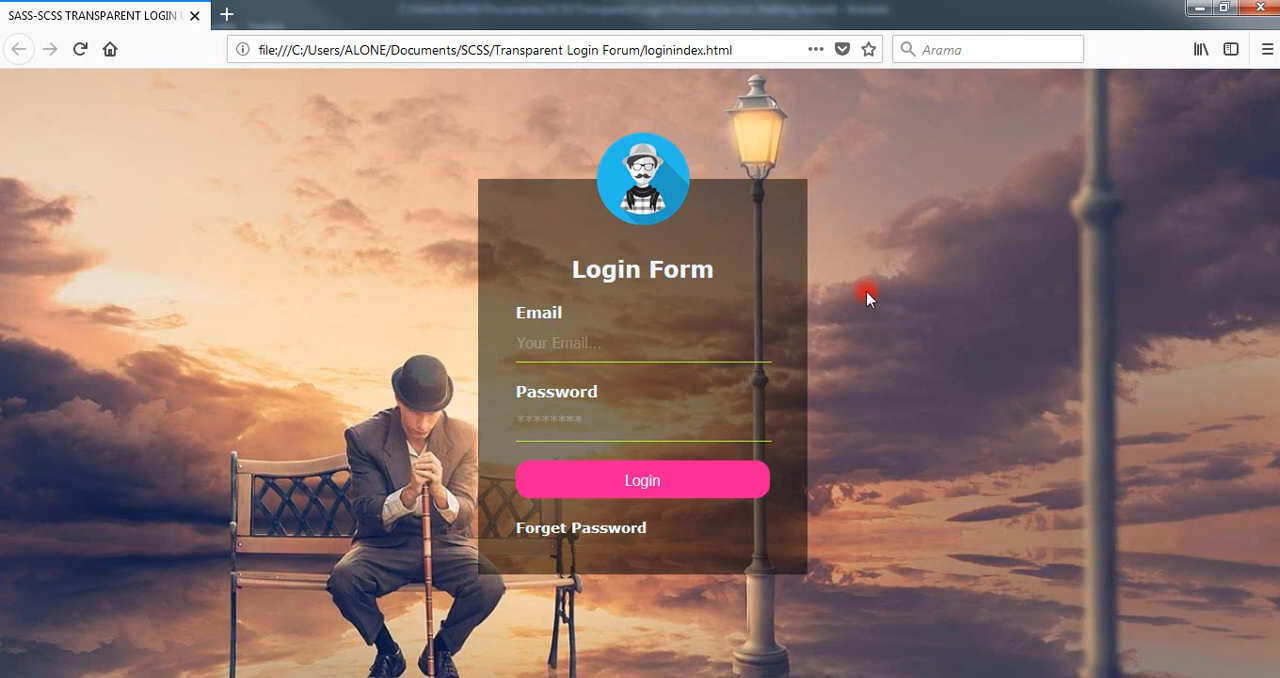 SASS-SCSS TRANSPARENT LOGIN
file:///C:/Users/ALONE/Documents/SCSS/Transparent Login Forum/loginindex.html
Arama
Login Form
Email
Your Email...
Password
********
Login
Forget Password